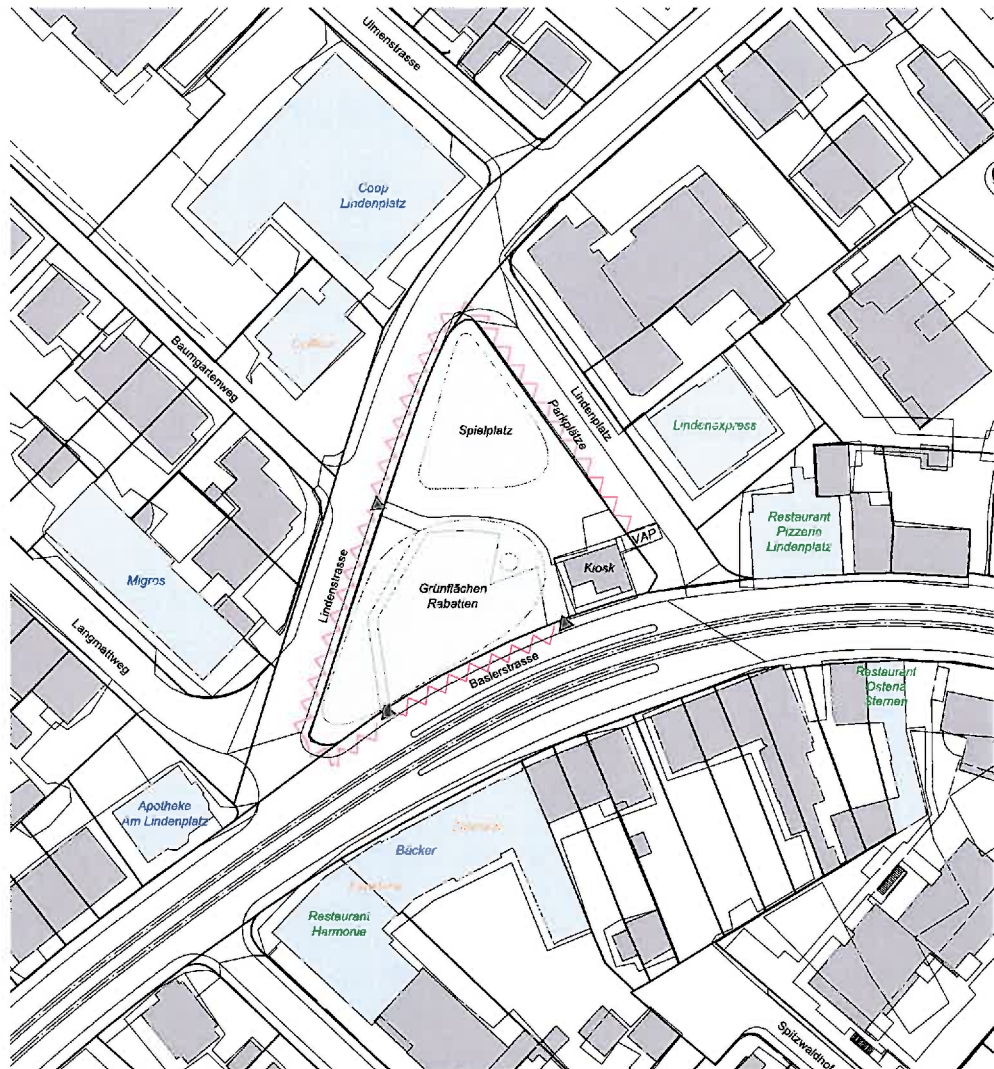 Ulmenstrasse
Coop
Lindenplatz
Baumgartenweg
Spielplatz
Parkplätze
Lindenplatz
Lindenexpress
Restaurant
Pizzeria
Lindenplatz
VAP
Kiosk
Migros
Lindenstrasse
Grünflächen
Rabatten
Langmattweg
Baslerstrasse
Restaurant
Osteria
Sternen
Apotheke
Am Lindenplatz
Bäcker
Restaurant
Harmonie
Spitzwaldhof